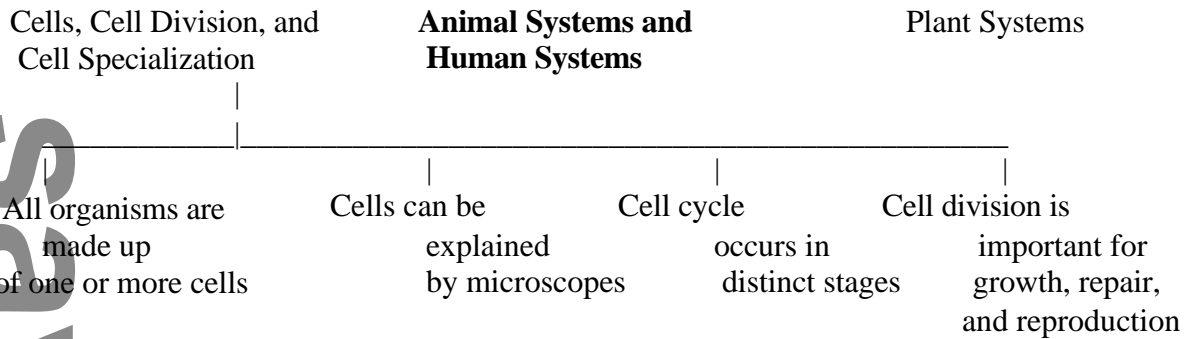 Cells, Cell Division, and
Cell Specialization
Animal Systems and
Human Systems
Plant Systems
All organisms are
made up
of one or more cells
Cells can be
explained
by microscopes
Cell cycle
occurs in
distinct stages
Cell division is
important for
growth, repair,
and reproduction